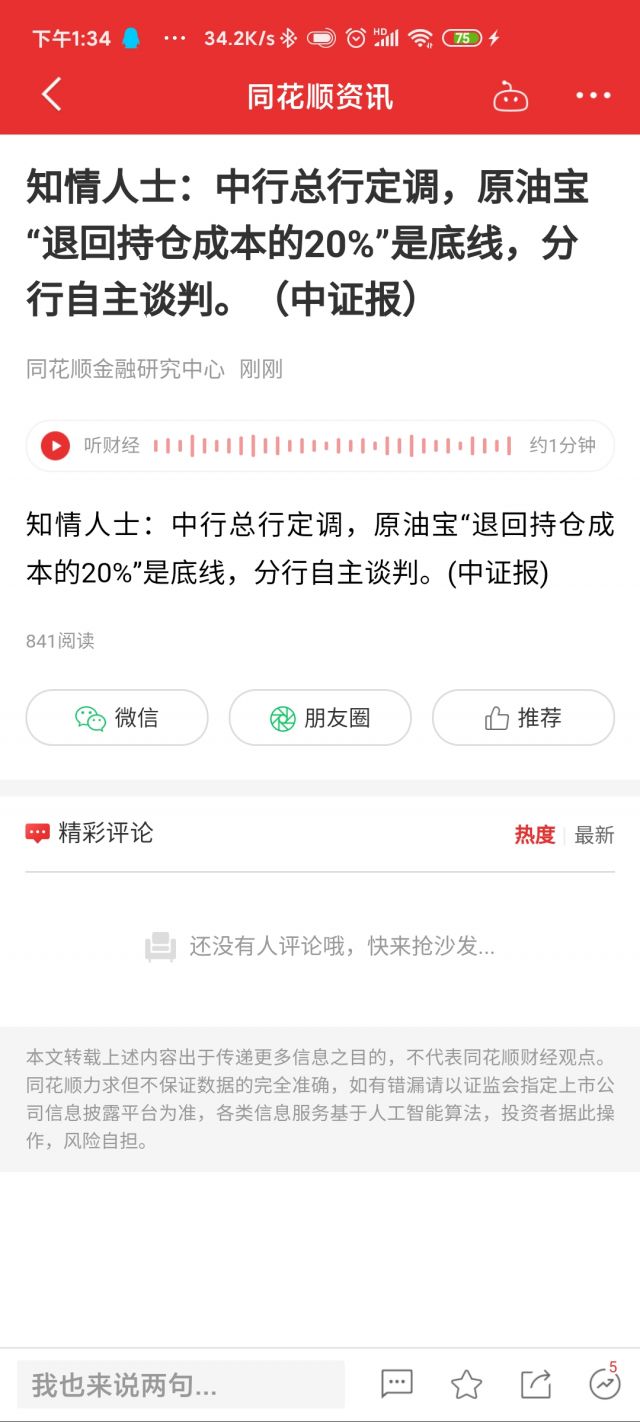 下午1:34 ... 34.2K/s HD 75
同花顺资讯
知情人士：中行总行定调，原油宝
“退回持仓成本的20%”是底线，分
行自主谈判。（中证报）
同花顺金融研究中心 刚刚
听财经 约1分钟
知情人士：中行总行定调，原油宝“退回持仓成
本的20%”是底线，分行自主谈判。(中证报)
841阅读
微信 朋友圈 推荐
精彩评论 热度 最新
还没有人评论哦，快来抢沙发...
本文转载上述内容出于传递更多信息之目的，不代表同花顺财经观点。
同花顺力求但不保证数据的完全准确，如有错漏请以证监会指定上市公
司信息披露平台为准，各类信息服务基于人工智能算法，投资者据此操
作，风险自担。
我也来说两句... 5